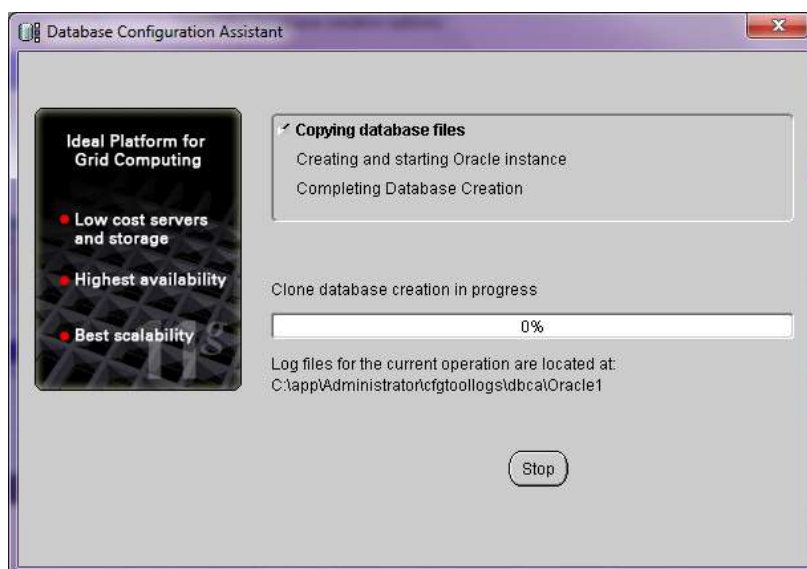 Database Configuration Assistant
Ideal Platform for
Grid Computing
Low cost servers
and storage
Highest availability
Best scalability
11g
Copying database files
Creating and starting Oracle instance
Completing Database Creation
Clone database creation in progress
0%
Log files for the current operation are located at:
C:\app\Administrator\cfgtoollogs\dbca\Oracle1
Stop